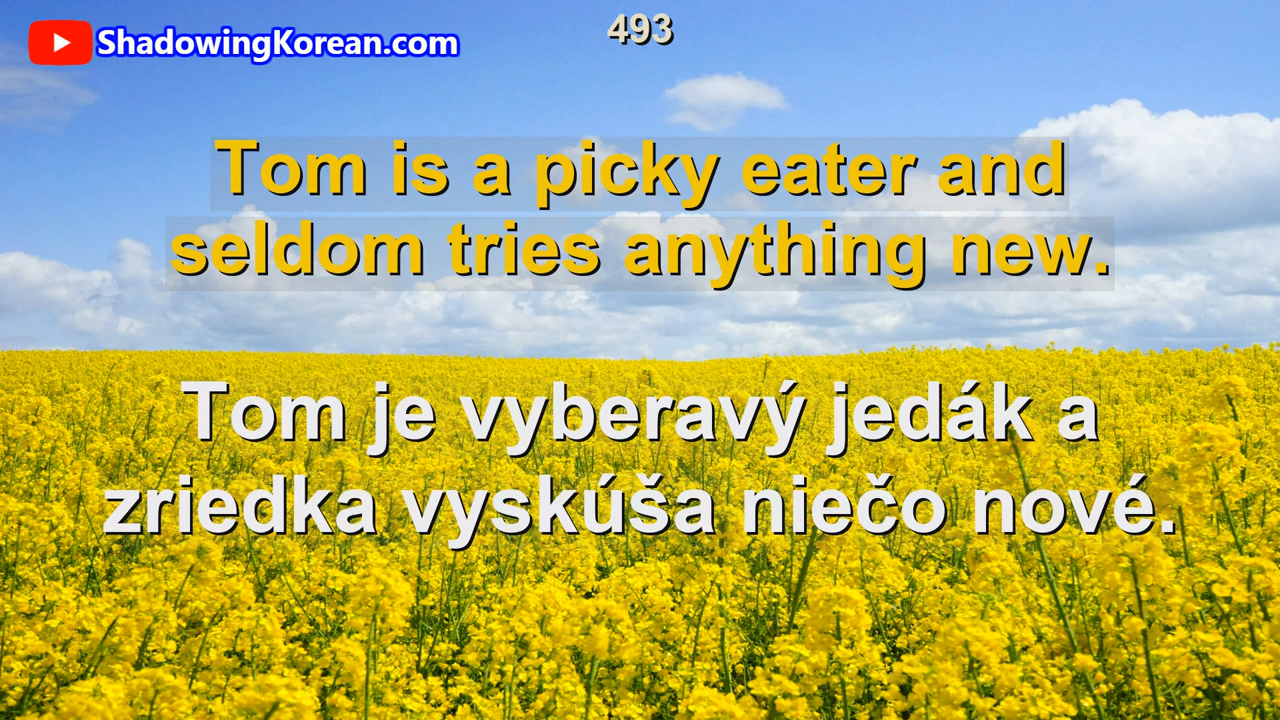 ShadowingKorean.com
493
Tom is a picky eater and
seldom tries anything new.
Tom je vyberavý jedák a
zriedka vyskúša niečo nové.